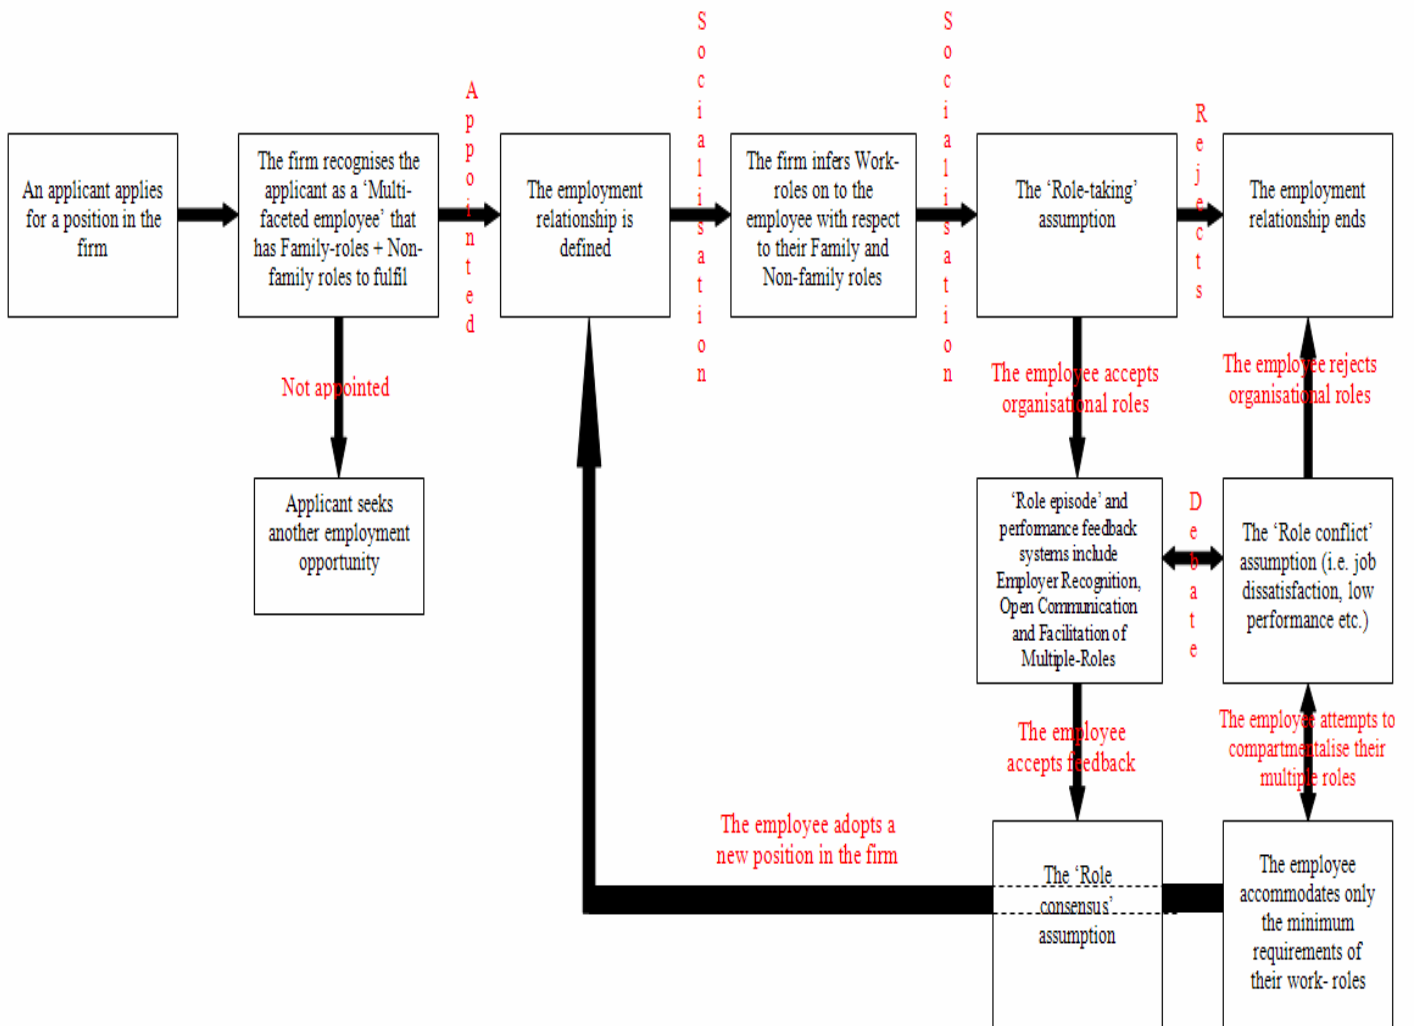 An applicant applies
for a position in the
firm
The firm recognises the
applicant as a ‘Multi-
faceted employee’ that
has Family-roles + Non-
family roles to fulfil
Appointed
The employment
relationship is
defined
Socialisation
The firm infers Work-
roles on to the
employee with respect
to their Family and
Non-family roles
Socialisation
The ‘Role-taking’
assumption
Rejects
The employment
relationship ends
Not appointed
The employee accepts
organisational roles
The employee rejects
organisational roles
Applicant seeks
another employment
opportunity
‘Role episode’ and
performance feedback
systems include
Employer Recognition,
Open Communication
and Facilitation of
Multiple-Roles
Debate
The ‘Role conflict’
assumption (i.e. job
dissatisfaction, low
performance etc.)
The employee
accepts feedback
The employee attempts to
compartmentalise their
multiple roles
The employee adopts a
new position in the firm
The ‘Role
consensus’
assumption
The employee
accommodates only
the minimum
requirements of
their work- roles